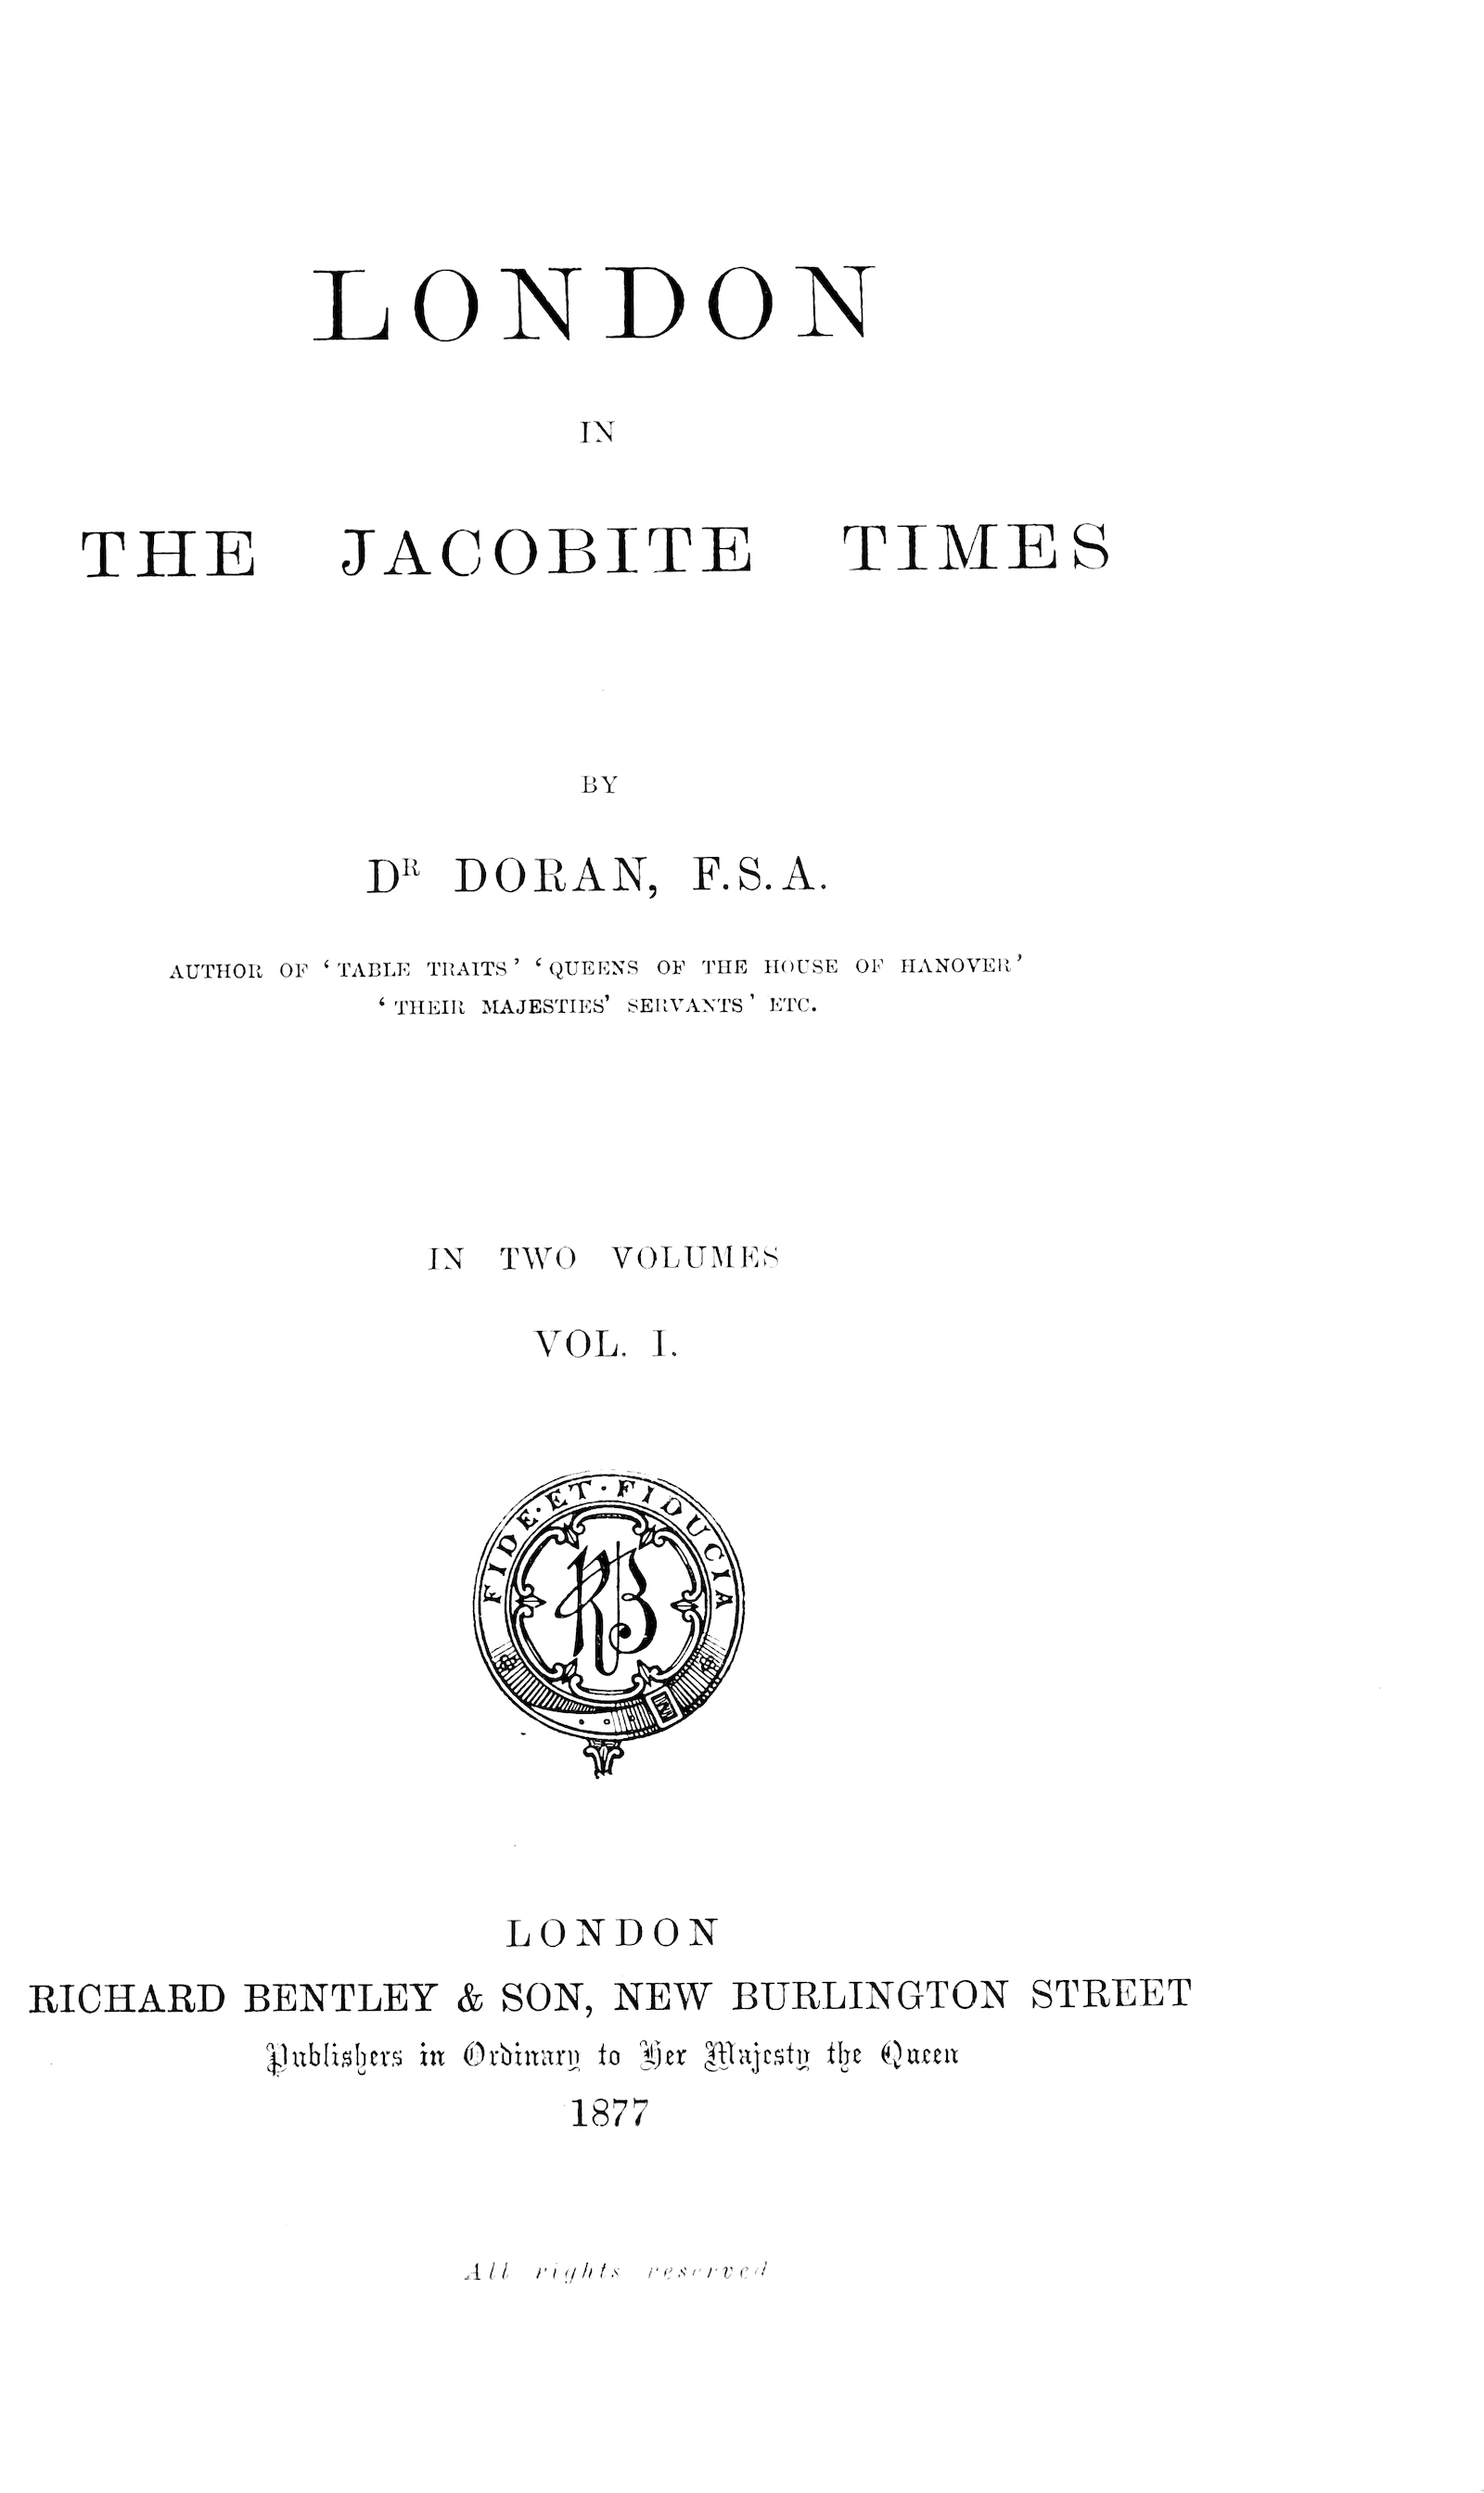 LONDON
IN
THE JACOBITE TIMES
BY
DR DORAN, F.S.A.
AUTHOR OF ‘TABLE TRAITS’ ‘QUEENS OF THE HOUSE OF HANOVER’
‘THEIR MAJESTIES’ SERVANTS’ ETC.
IN TWO VOLUMES
VOL. I.
FIDE·ET·FIDUCIA
RB
LONDON
RICHARD BENTLEY & SON, NEW BURLINGTON STREET
Publishers in Ordinary to Her Majesty the Queen
1877
All rights reserved